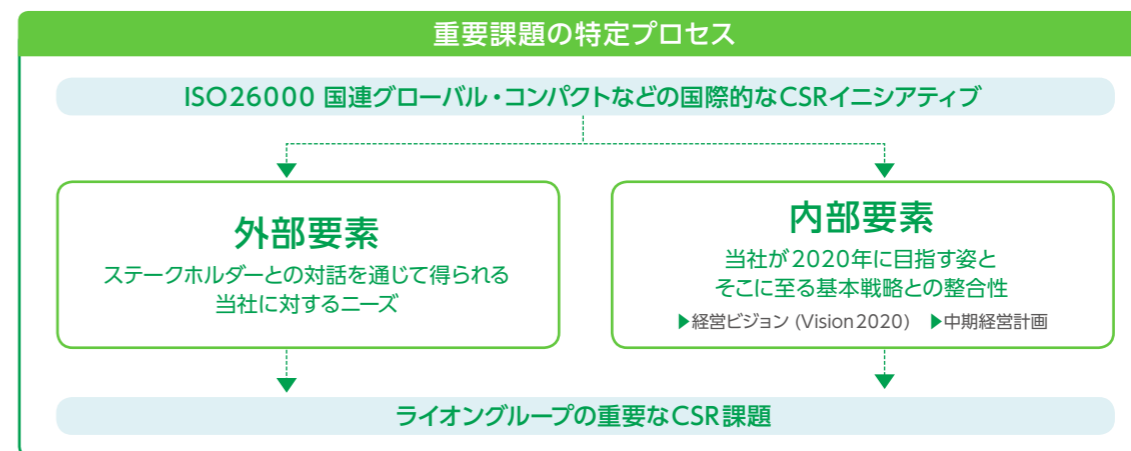 重要課題の特定プロセス
ISO26000 国連グローバル・コンパクトなどの国際的なCSRイニシアティブ
外部要素
ステークホルダーとの対話を通じて得られる
当社に対するニーズ
内部要素
当社が2020年に目指す姿と
そこに至る基本戦略との整合性
▶経営ビジョン (Vision2020) ▶中期経営計画
ライオングループの重要なCSR課題